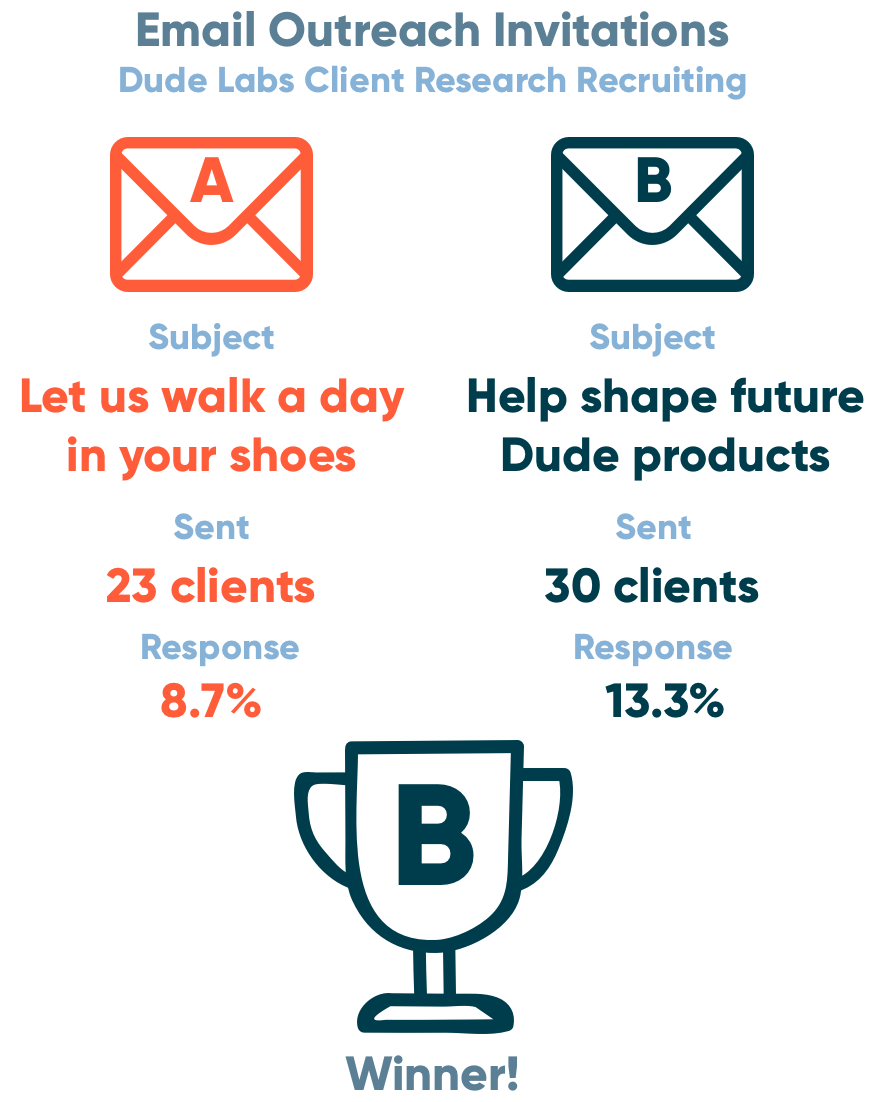 Email Outreach Invitations
Dude Labs Client Research Recruiting
A
Subject
Let us walk a day
in your shoes
Sent
23 clients
Response
8.7%
B
Subject
Help shape future
Dude products
Sent
30 clients
Response
13.3%
B
Winner!